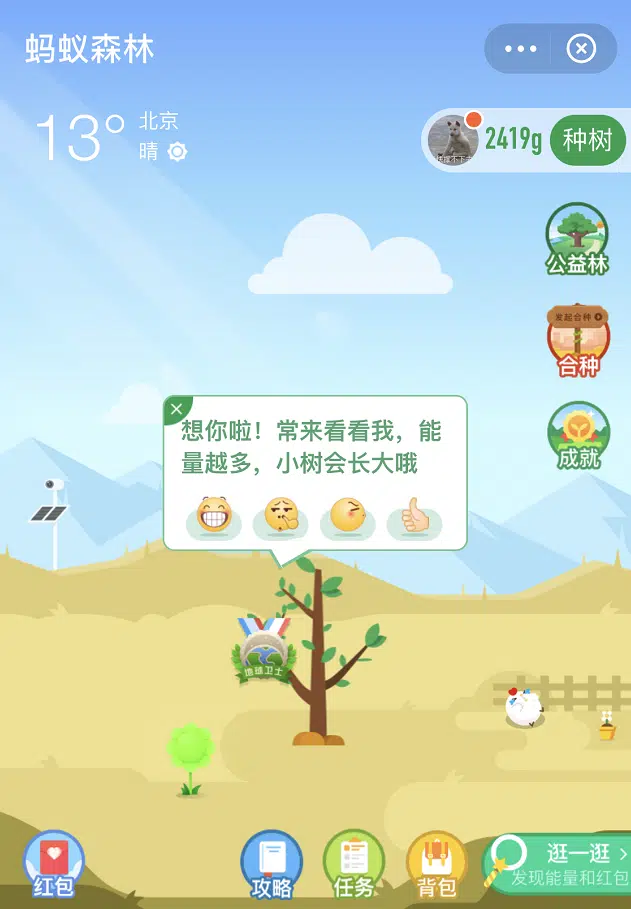 蚂蚁森林
13°
北京
晴
2419g
种树
公益林
发起合种
合种
成就
想你啦！常来看看我，能
量越多，小树会长大哦
地球卫士
红包
攻略
任务
背包
逛一逛
发现能量和红包